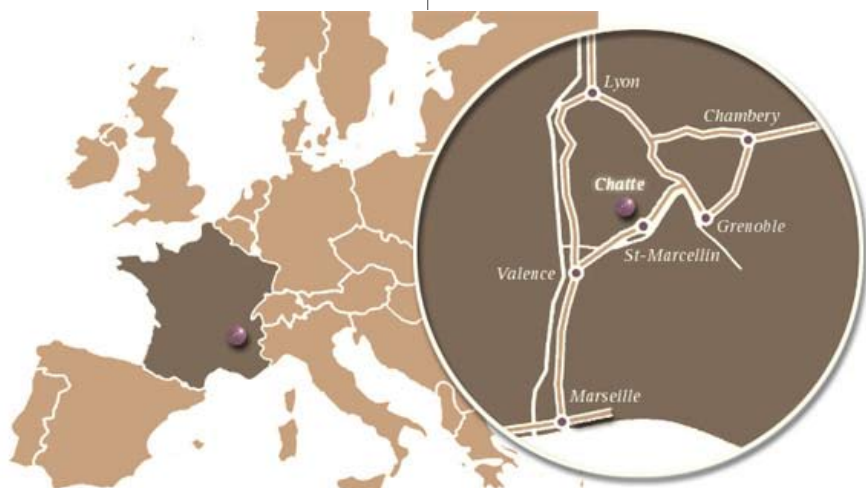 Lyon
Chambery
Chatte
Grenoble
St-Marcellin
Valence
Marseille